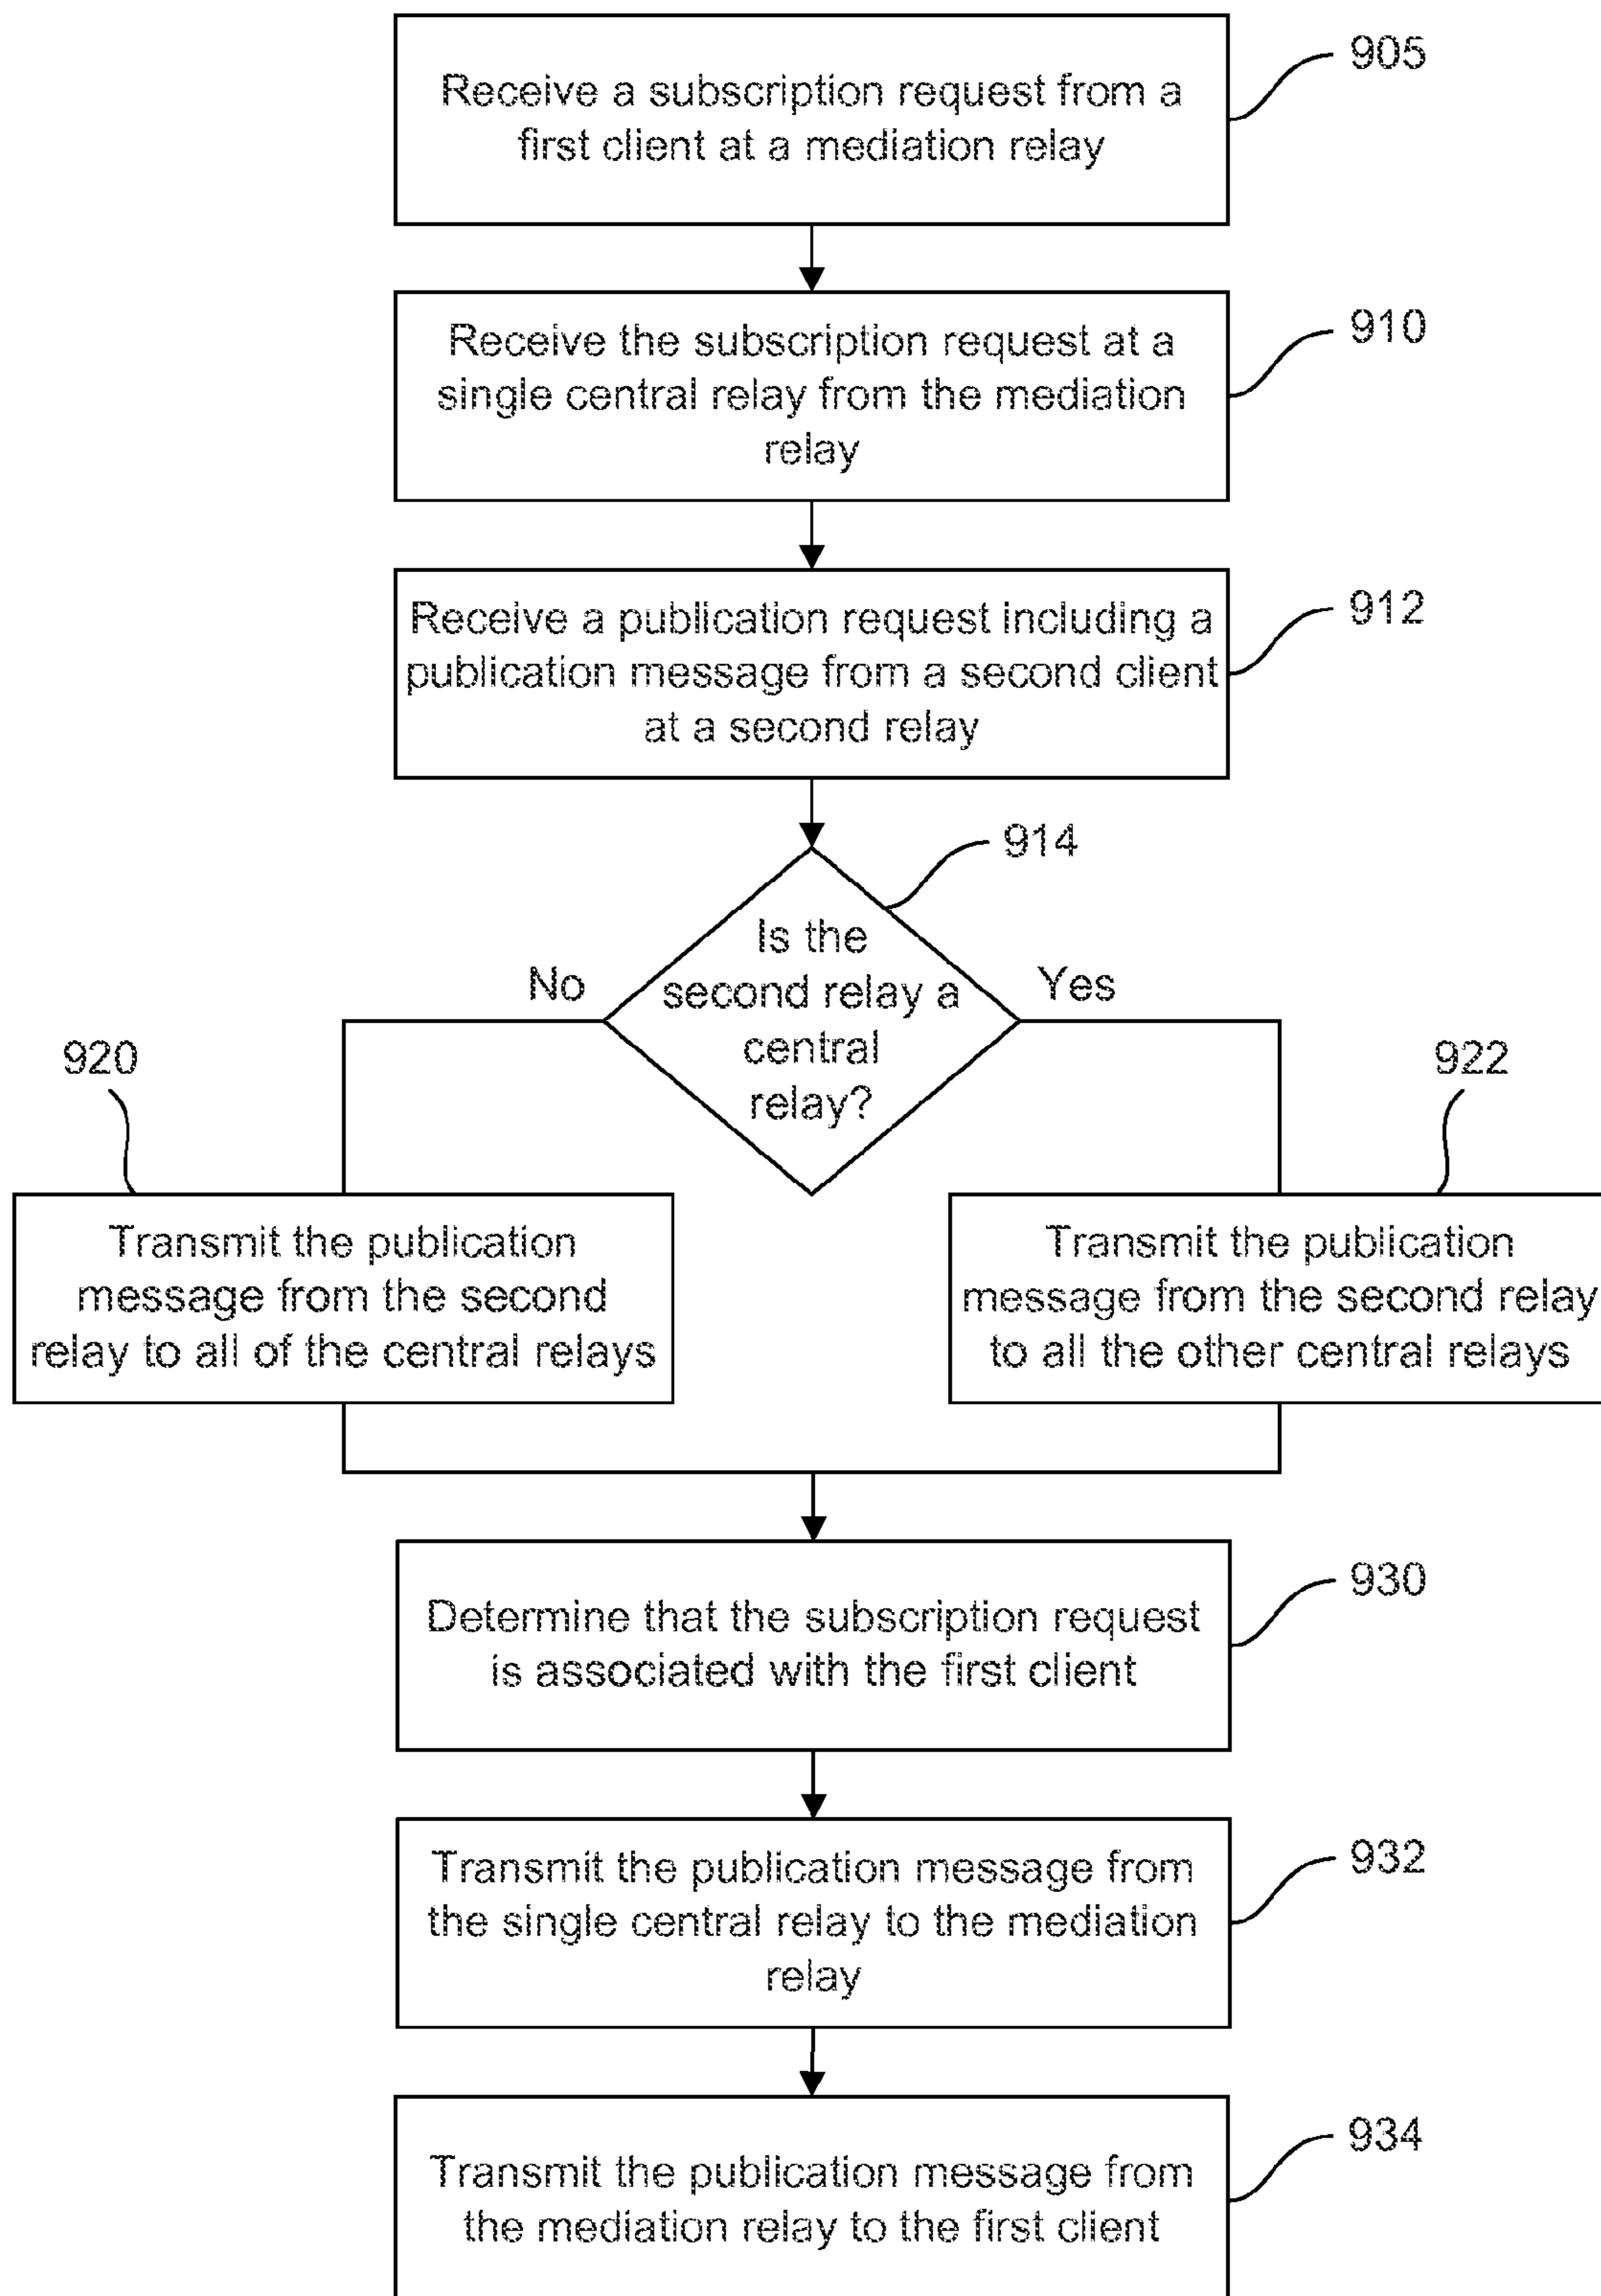 905
Receive a subscription request from a
first client at a mediation relay
910
Receive the subscription request at a
single central relay from the mediation
relay
912
Receive a publication request including a
publication message from a second client
at a second relay
914
Is the
second relay a
central
relay?
No
Yes
920
922
Transmit the publication
message from the second
relay to all of the central relays
Transmit the publication
message from the second relay
to all the other central relays
930
Determine that the subscription request
is associated with the first client
932
Transmit the publication message from
the single central relay to the mediation
relay
934
Transmit the publication message from
the mediation relay to the first client